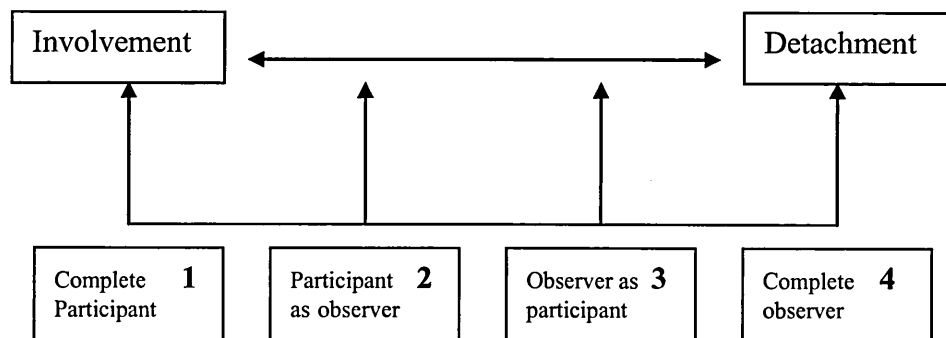 Involvement
Detachment
Complete 1
Participant
Participant 2
as observer
Observer as 3
participant
Complete 4
observer